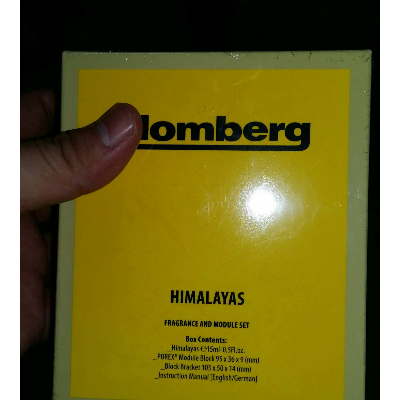 lomberg
HIMALAYAS
FRAGRANCE AND MODULE SET
Box Contents:
_Himalayas ℮15ml-0.5Fl.oz.
_POREX® Module Block 95 x 36 x 9 (mm)
_Block Bracket 103 x 50 x 14 (mm)
_Instruction Manual [English/German]